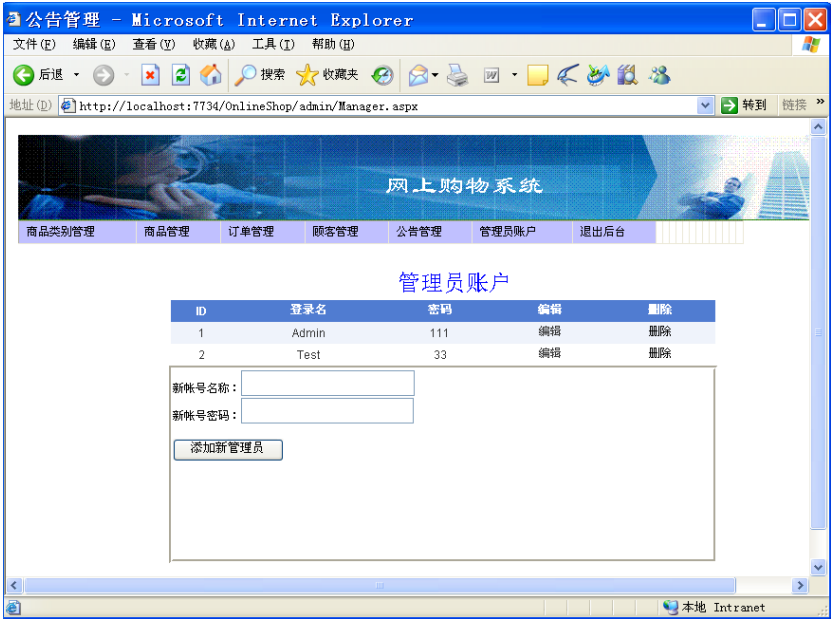 公告管理 - Microsoft Internet Explorer
文件(F) 编辑(E) 查看(V) 收藏(A) 工具(T) 帮助(H)
后退 搜索 收藏夹
地址(D) http://localhost:7734/OnlineShop/admin/Manager.aspx 转到 链接 »
网上购物系统
商品类别管理 商品管理 订单管理 顾客管理 公告管理 管理员账户 退出后台
管理员账户
ID 登录名 密码 编辑 删除
1 Admin 111 编辑 删除
2 Test 33 编辑 删除
新帐号名称：
新帐号密码：
添加新管理员
本地 Intranet